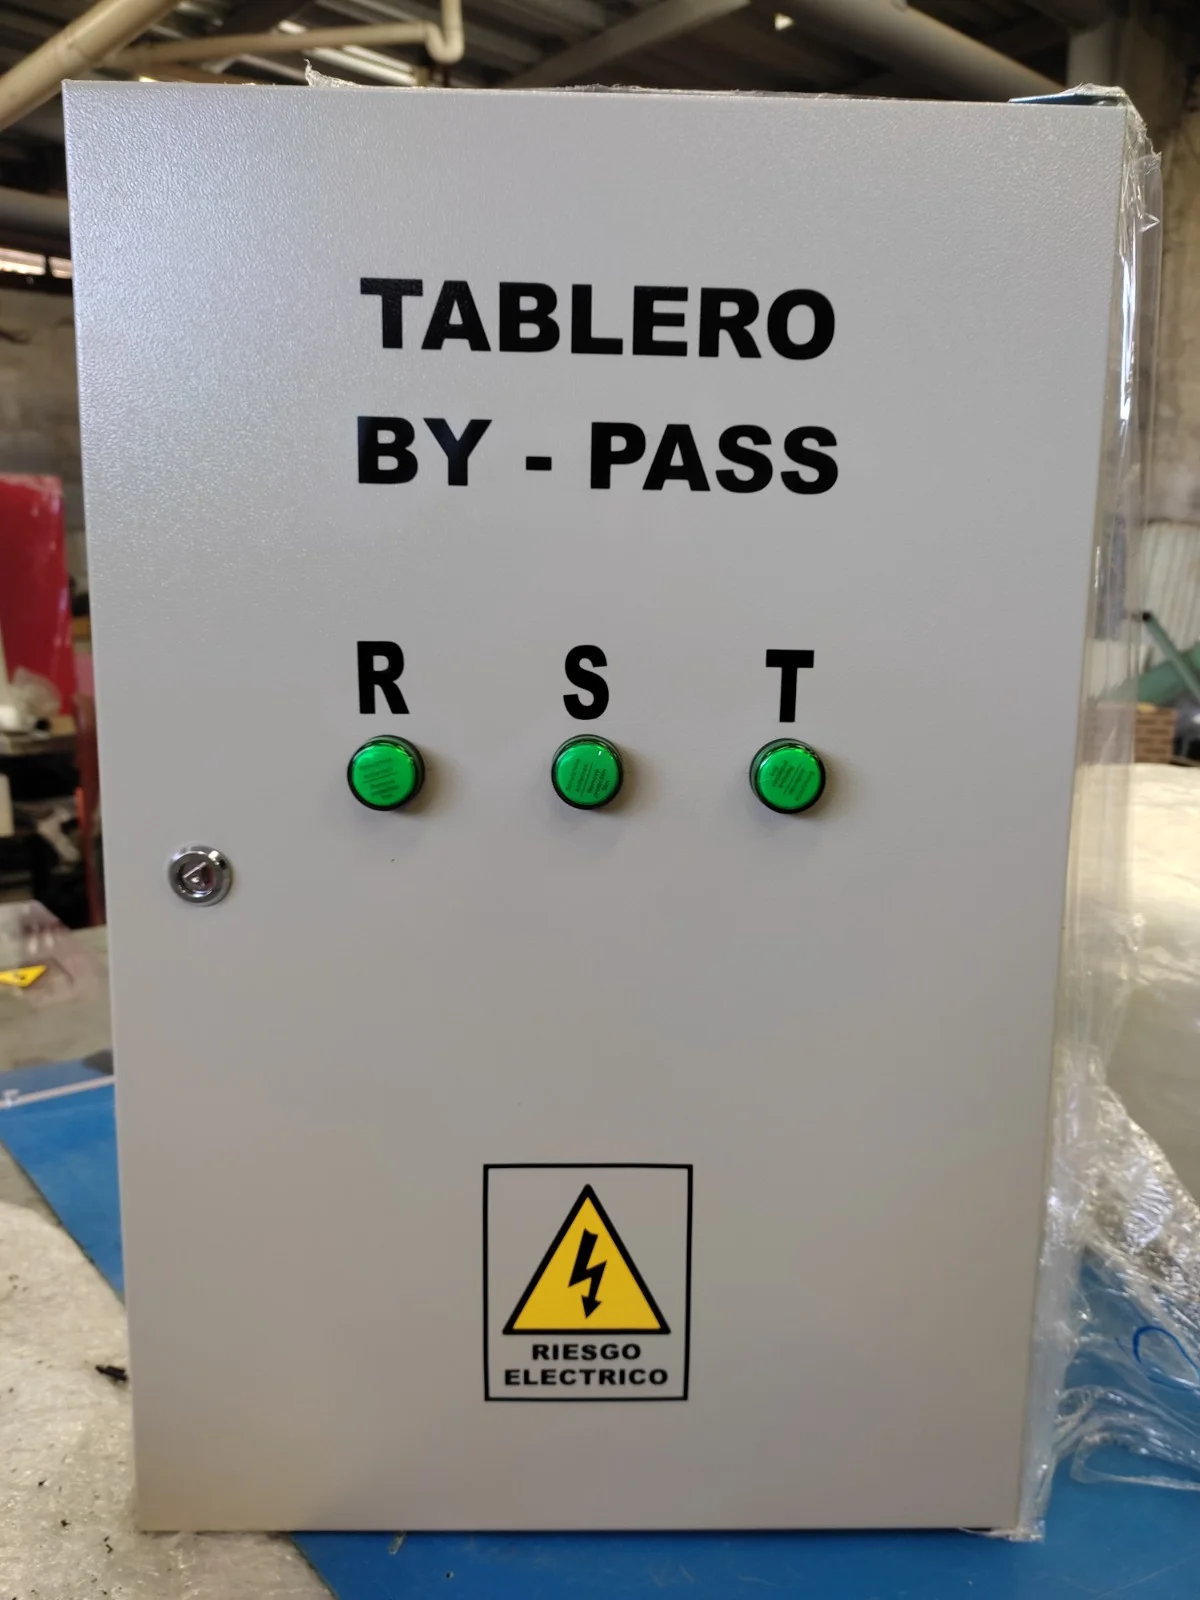 TABLERO
BY - PASS
R S T
RIESGO
ELECTRICO